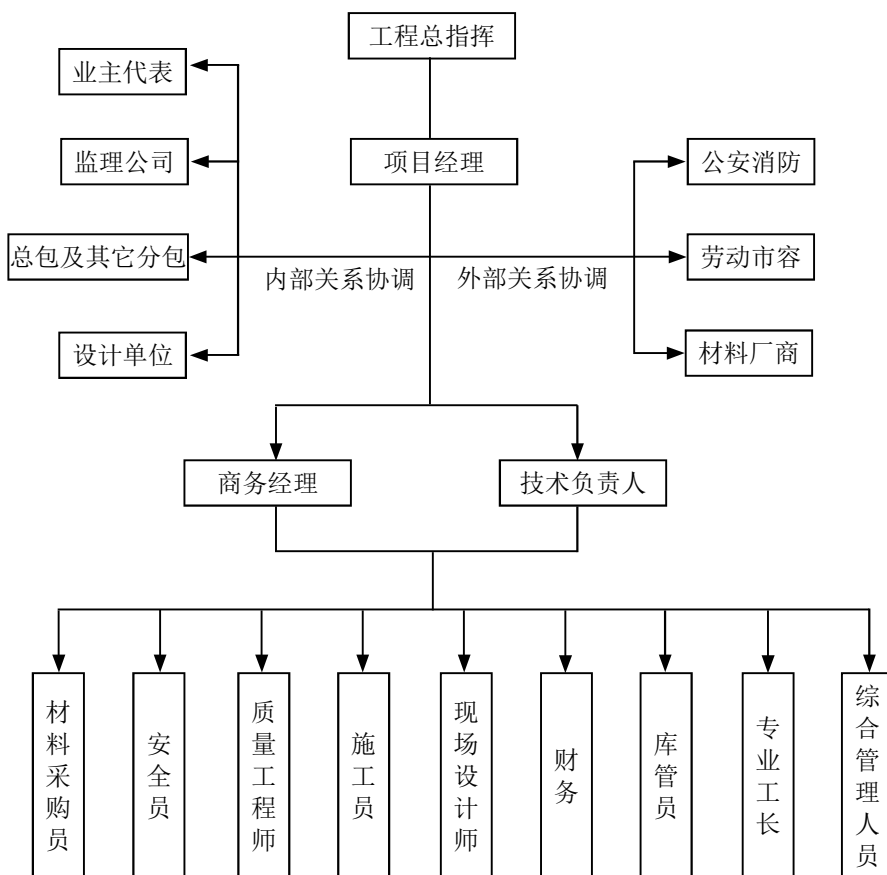 工程总指挥
业主代表
监理公司
项目经理
公安消防
总包及其它分包
劳动市容
内部关系协调
外部关系协调
设计单位
材料厂商
商务经理
技术负责人
材料采购员
安全员
质量工程师
施工员
现场设计师
财务
库管员
专业工长
综合管理人员